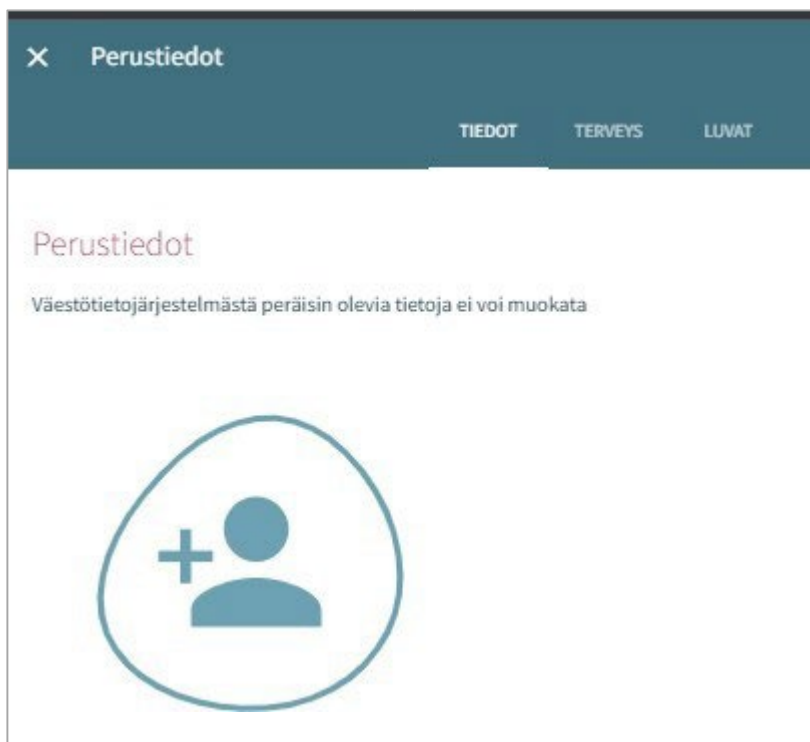 Perustiedot
TIEDOT TERVEYS LUVAT
Perustiedot
Väestötietojärjestelmästä peräisin olevia tietoja ei voi muokata